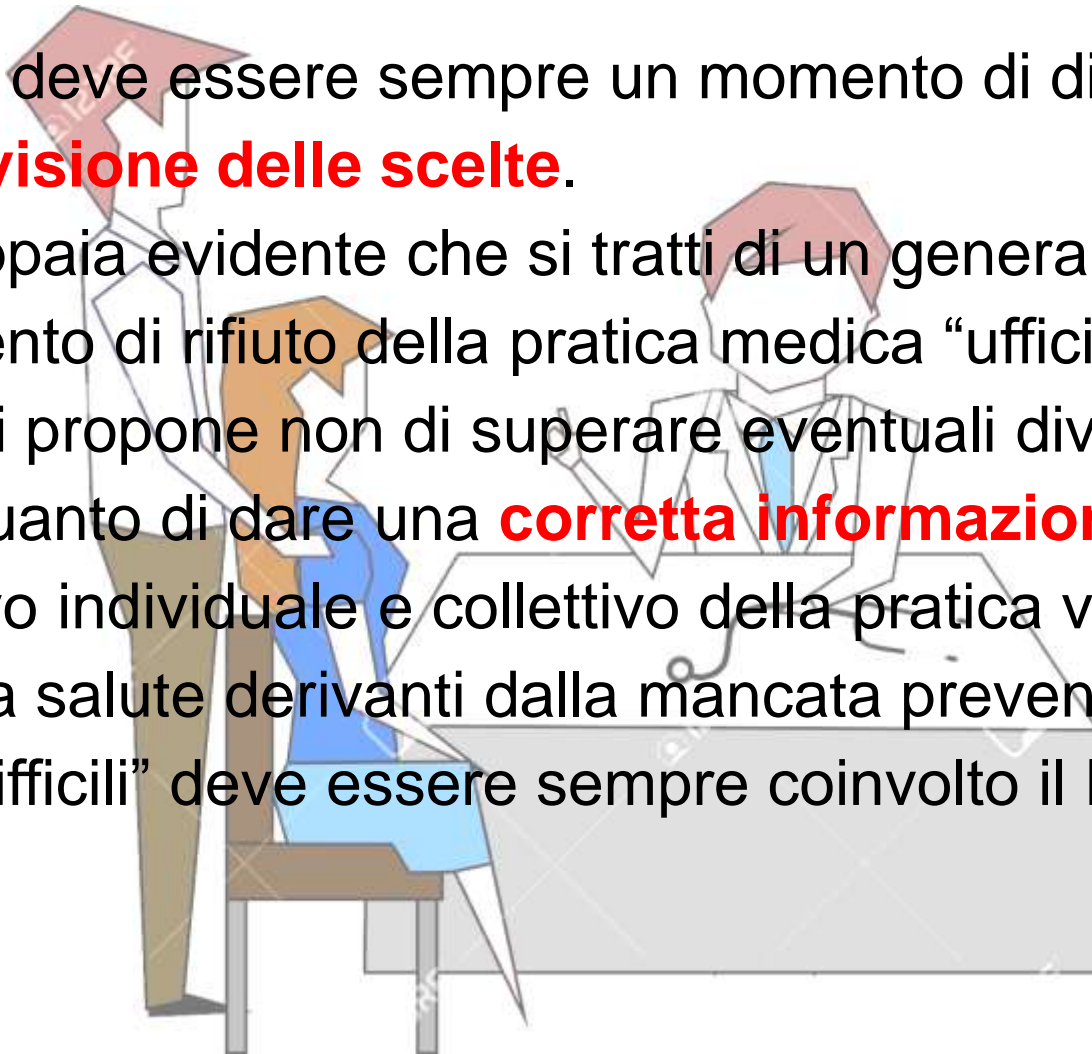 deve essere sempre un momento di di
visione delle scelte.
opaia evidente che si tratti di un genera
ento di rifiuto della pratica medica “uffici
i propone non di superare eventuali div
uanto di dare una corretta informazion
vo individuale e collettivo della pratica v
a salute derivanti dalla mancata preven
ifficili” deve essere sempre coinvolto il